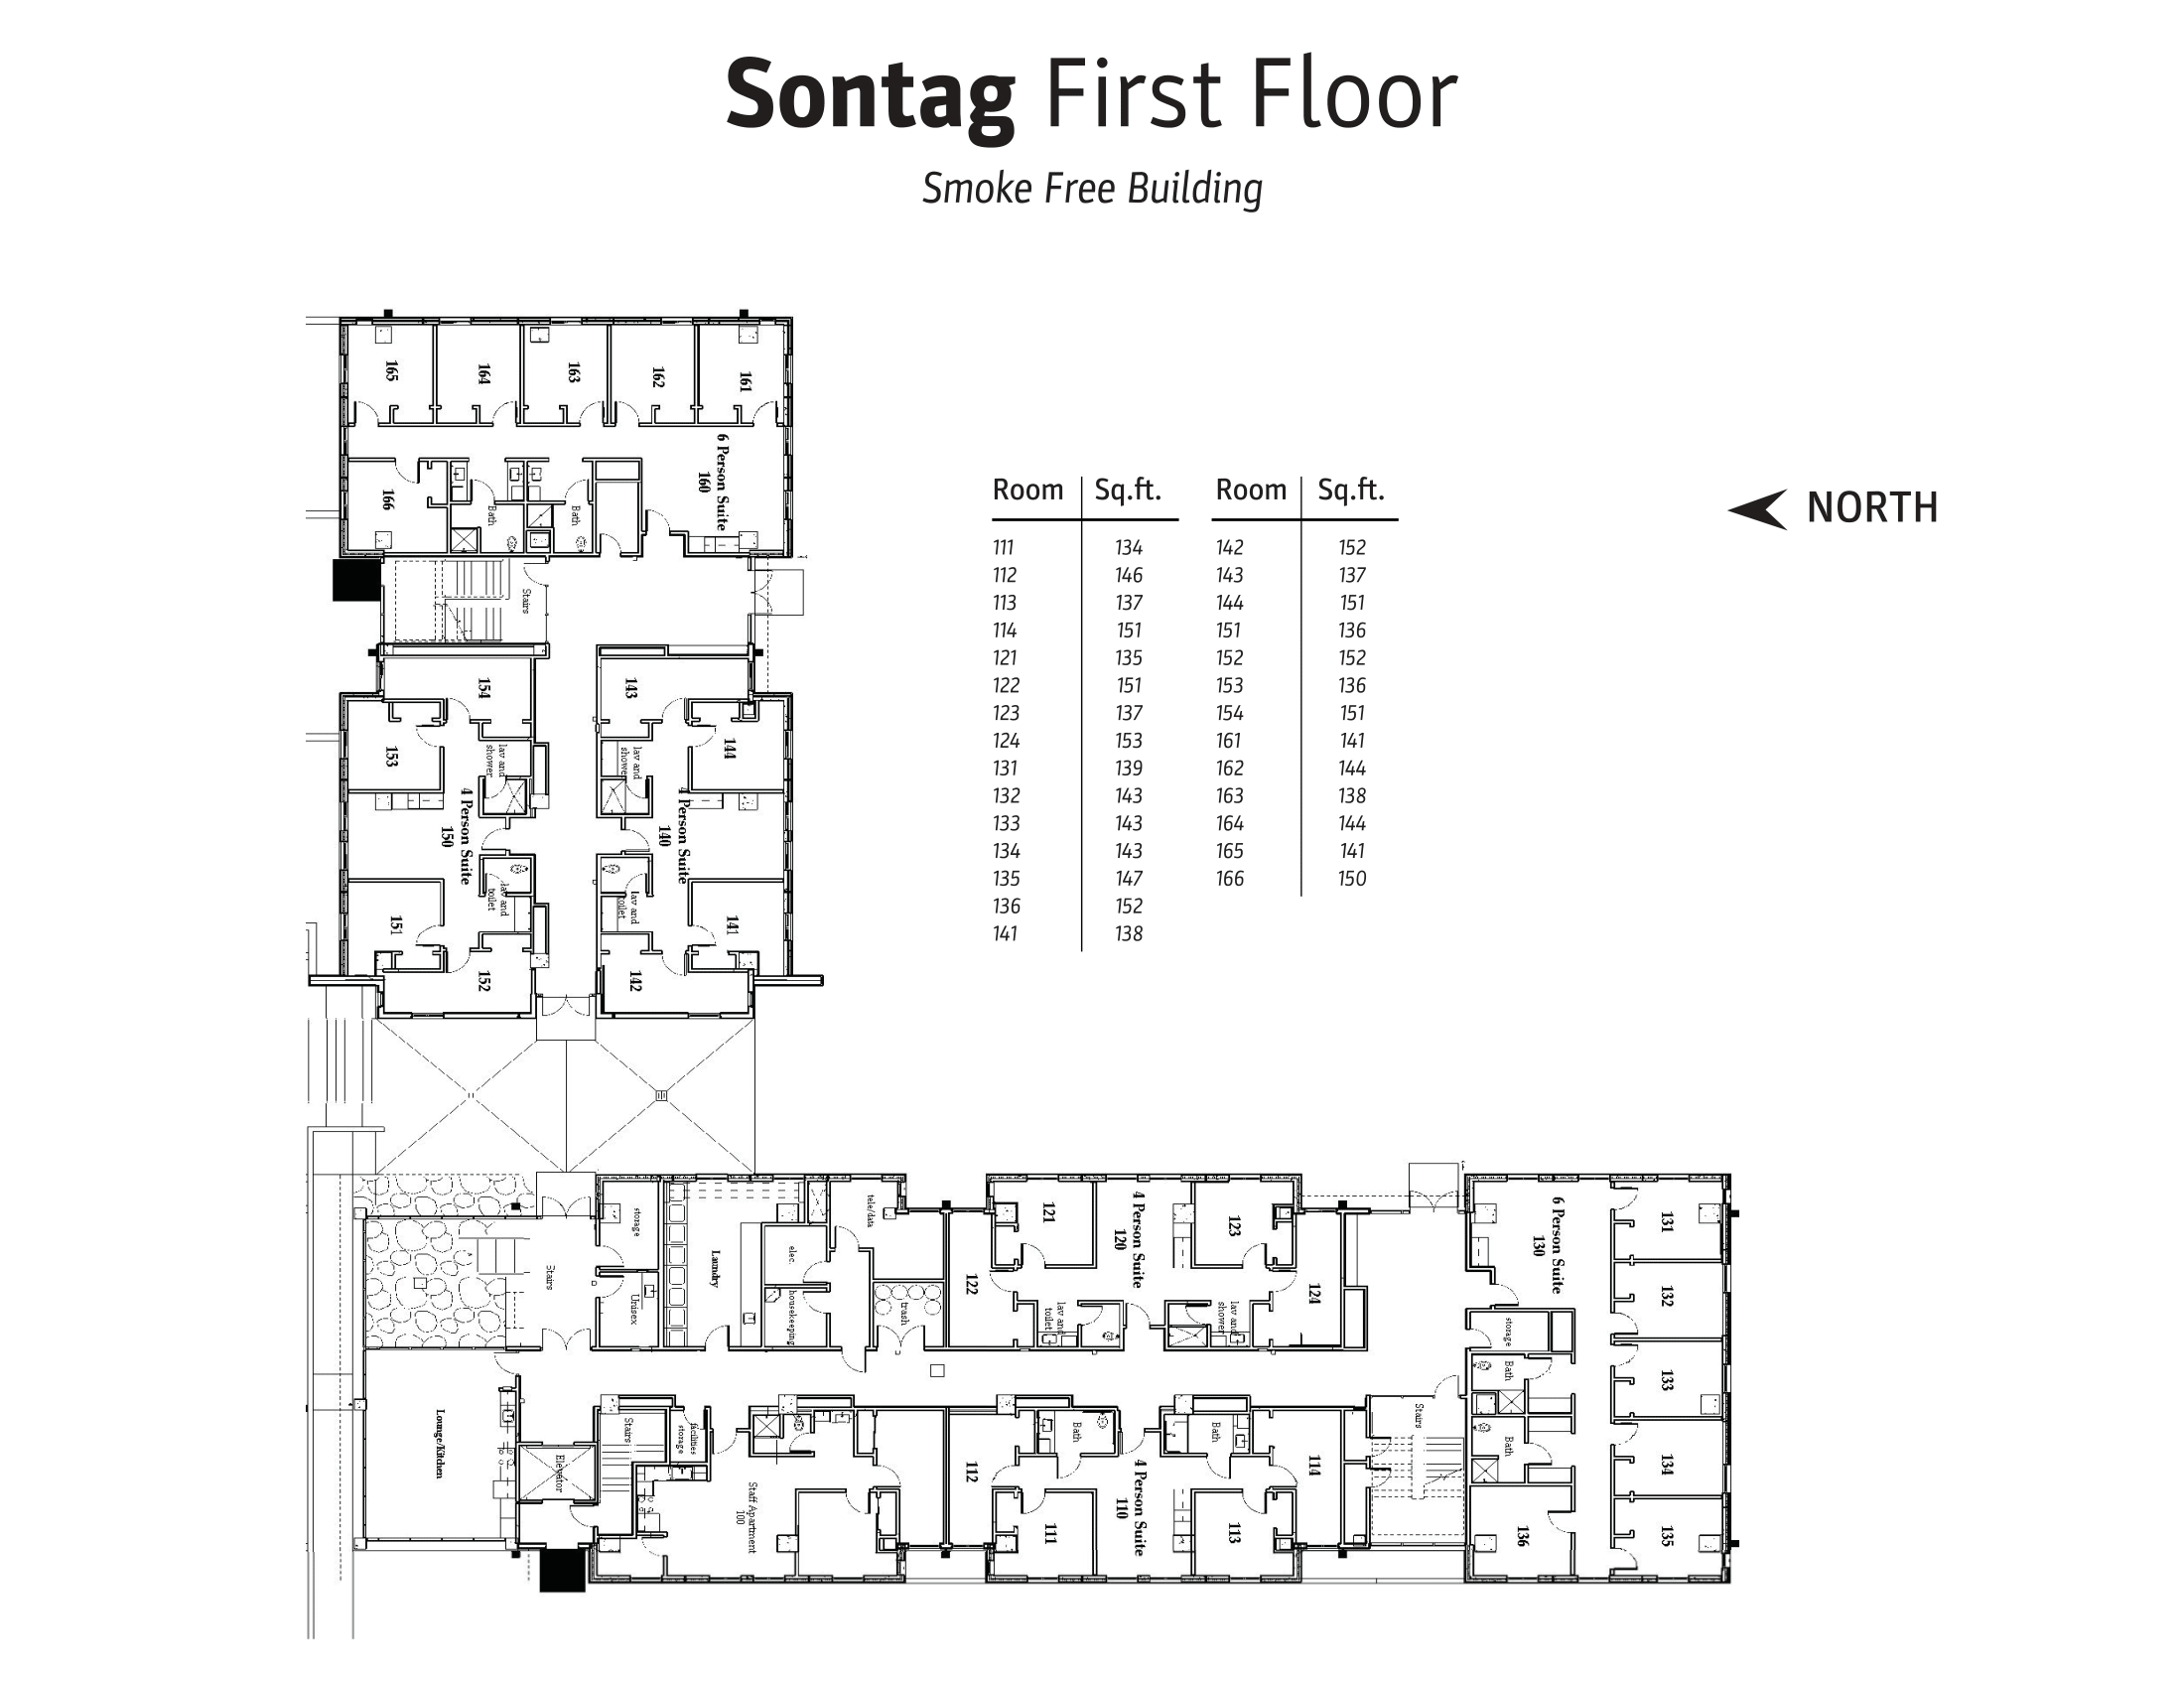 Sontag First Floor
Smoke Free Building
165
164
163
162
161
6 Person Suite
160
166
Bath
Bath
Stairs
Room Sq.ft. Room Sq.ft.
111 134 142 152
112 146 143 137
113 137 144 151
114 151 151 136
121 135 152 152
122 151 153 136
123 137 154 151
124 153 161 141
131 139 162 144
132 143 163 138
133 143 164 144
134 143 165 141
135 147 166 150
136 152
141 138
NORTH
154
143
153
lav and
shower
lav and
shower
144
4 Person Suite
150
4 Person Suite
140
151
lav and
toilet
lav and
toilet
141
152
142
storage
Laundry
tele/data
elec.
housekeeping
trash
Unisex
Stairs
121
4 Person Suite
120
123
122
lav and
toilet
lav and
shower
124
6 Person Suite
130
131
132
storage
133
Bath
Bath
134
135
136
Lounge/Kitchen
Elevator
Stairs
facilities
storage
Staff Apartment
100
112
Bath
Bath
114
Stairs
111
4 Person Suite
110
113